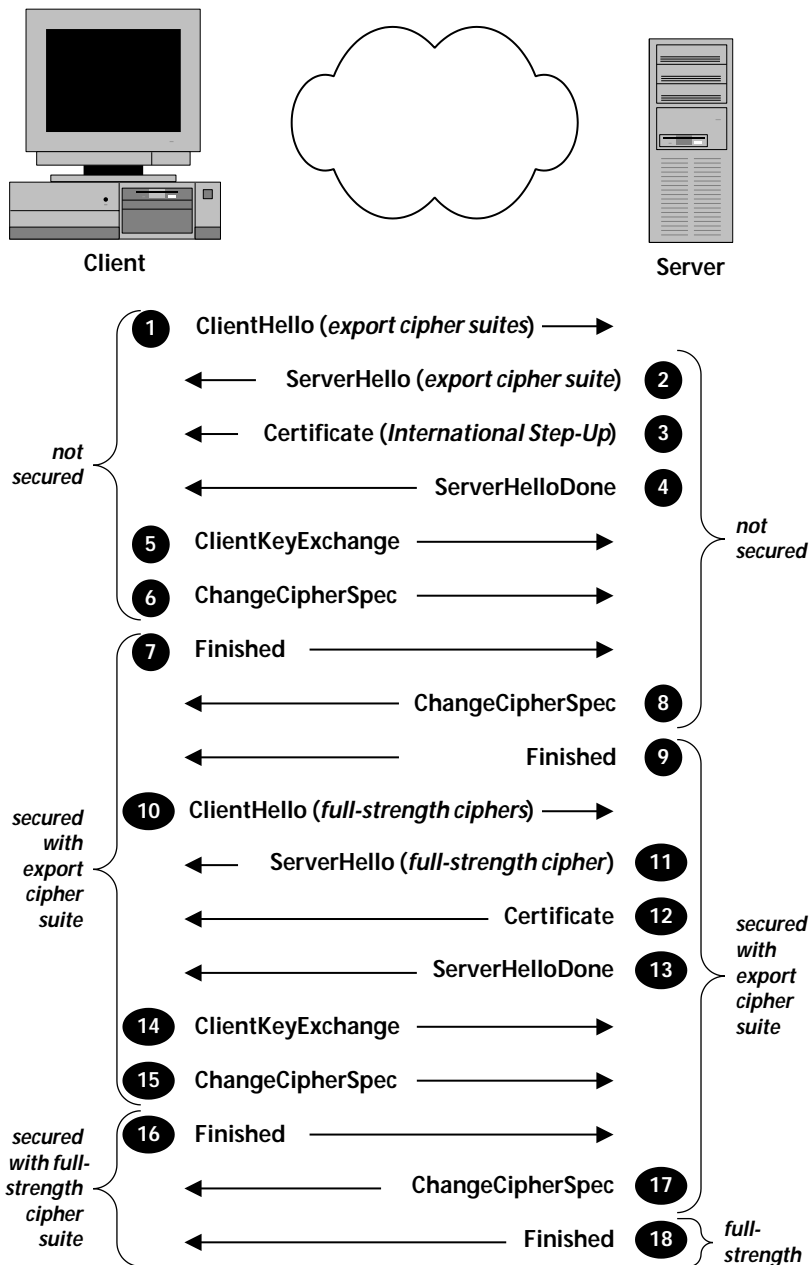 Client
Server
1 ClientHello (export cipher suites)
ServerHello (export cipher suite) 2
Certificate (International Step-Up) 3
not
secured
ServerHelloDone 4
5 ClientKeyExchange
not
secured
6 ChangeCipherSpec
7 Finished
ChangeCipherSpec 8
Finished 9
10 ClientHello (full-strength ciphers)
secured
with
export
cipher
suite
ServerHello (full-strength cipher) 11
Certificate 12
secured
with
export
cipher
suite
ServerHelloDone 13
14 ClientKeyExchange
15 ChangeCipherSpec
16 Finished
secured
with full-
strength
cipher
suite
ChangeCipherSpec 17
Finished 18
full-
strength